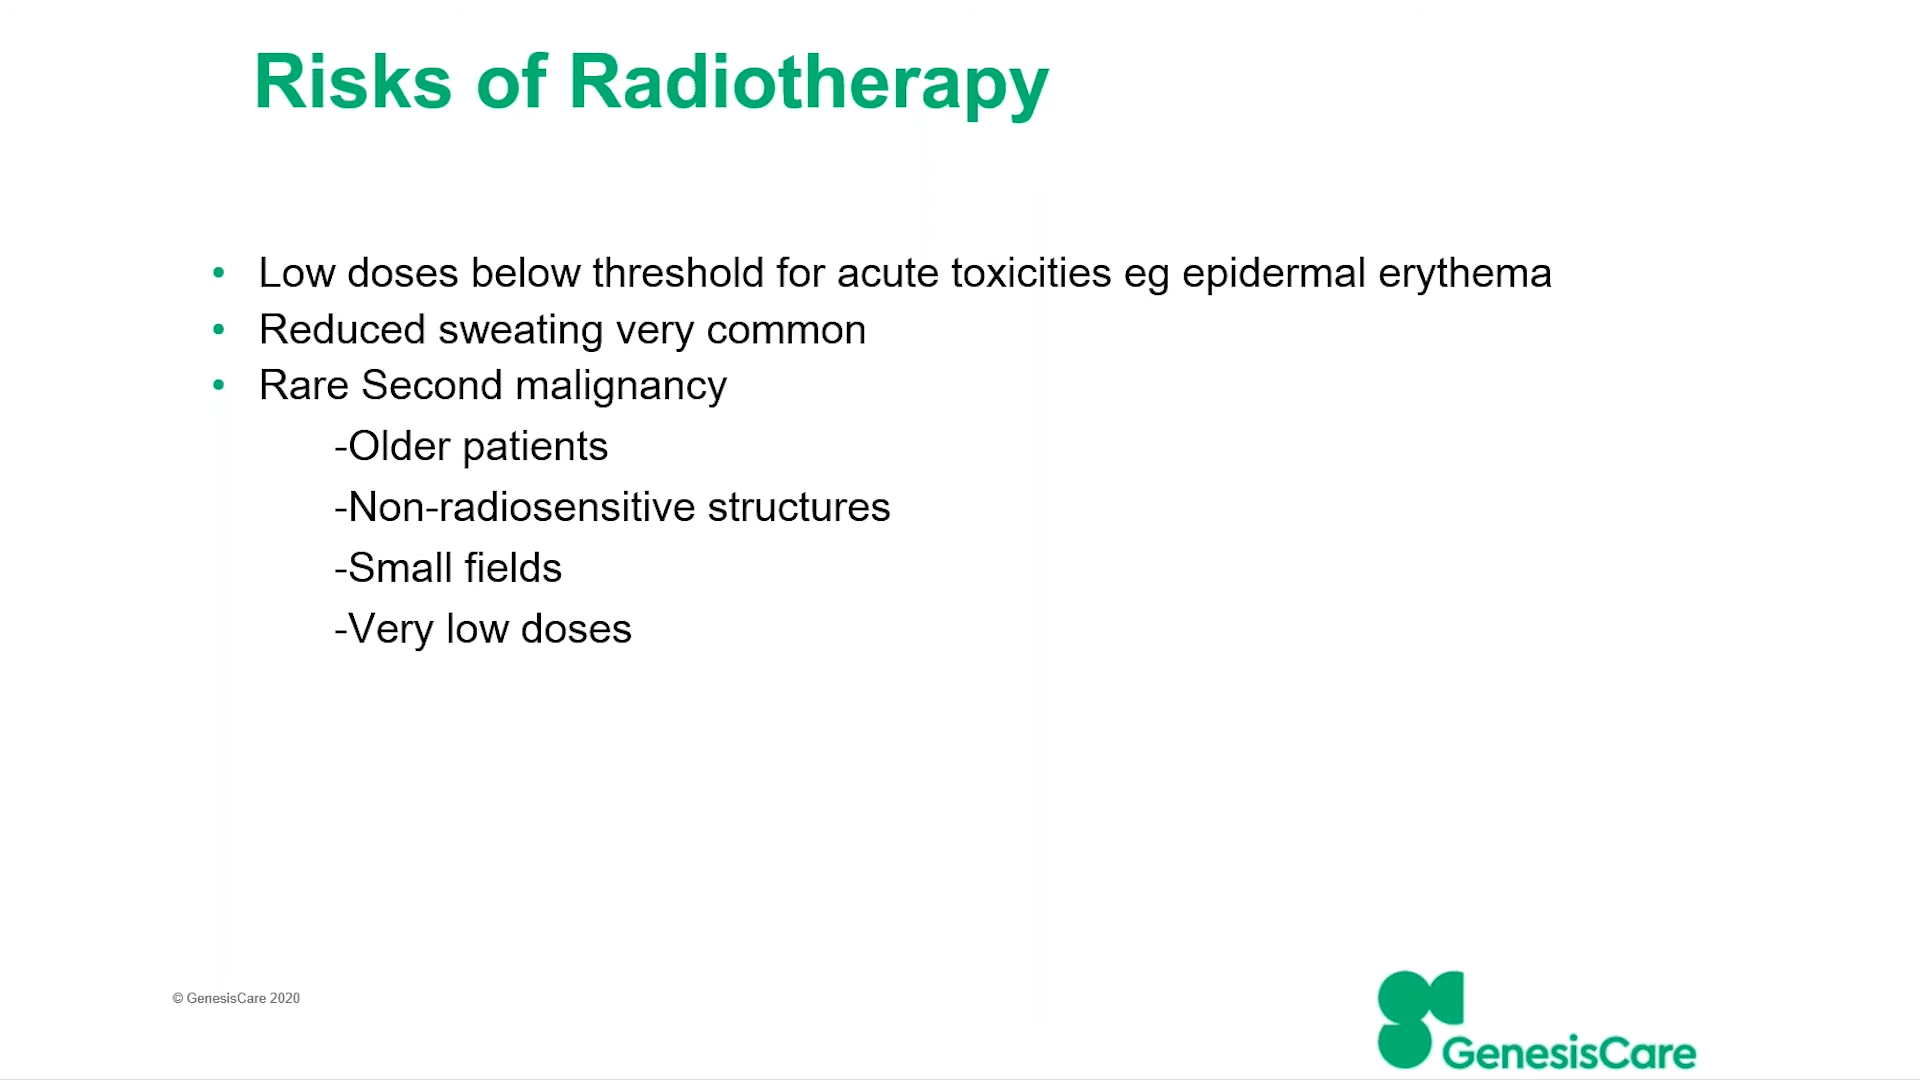 Risks of Radiotherapy
• Low doses below threshold for acute toxicities eg epidermal erythema
• Reduced sweating very common
• Rare Second malignancy
-Older patients
-Non-radiosensitive structures
-Small fields
-Very low doses
© GenesisCare 2020
GenesisCare